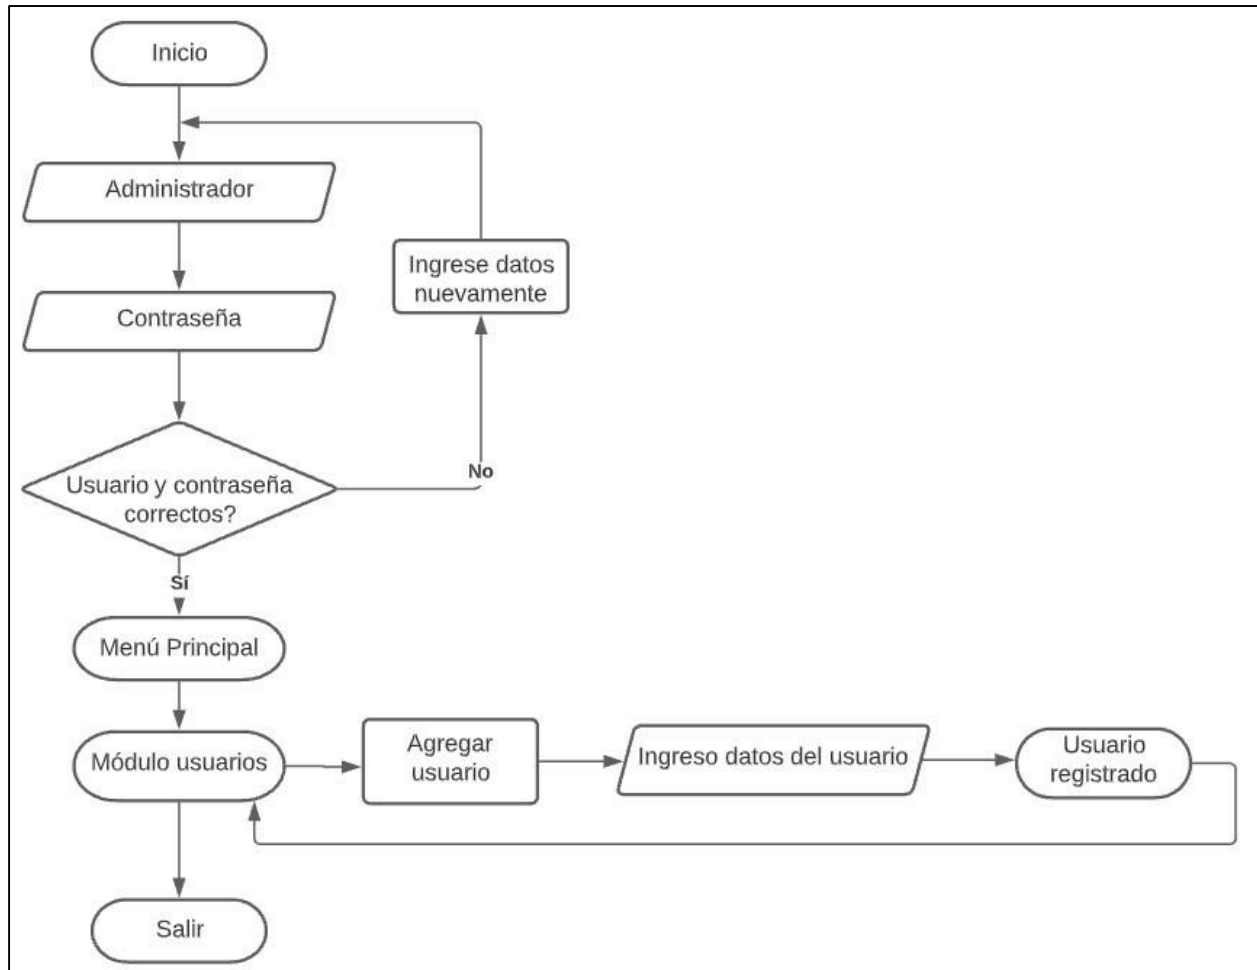 Inicio
Administrador
Ingrese datos
nuevamente
Contraseña
No
Usuario y contraseña
correctos?
Sí
Menú Principal
Módulo usuarios
Agregar
usuario
Ingreso datos del usuario
Usuario
registrado
Salir